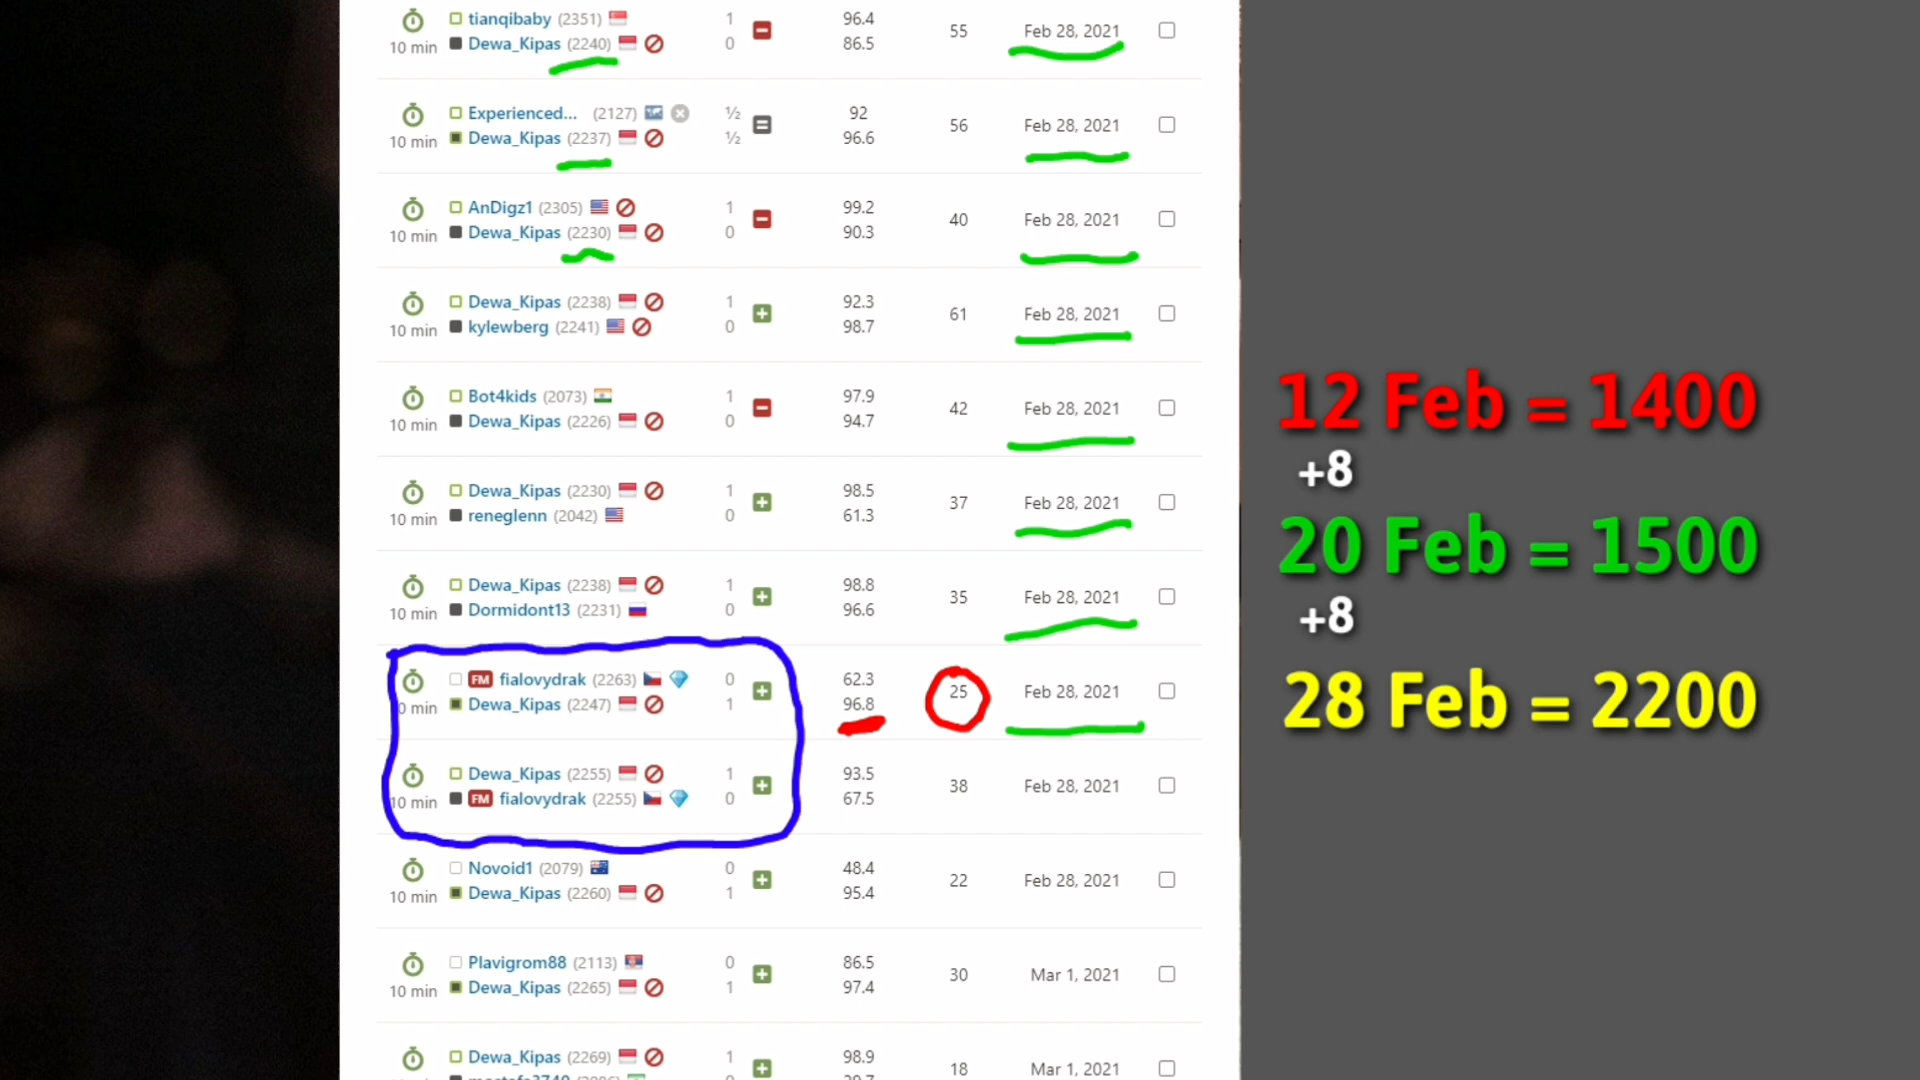 tianqibaby (2351) 1 96.4
10 min Dewa_Kipas (2240) 0 86.5 55 Feb 28, 2021
Experienced... (2127) ½ 92
10 min Dewa_Kipas (2237) ½ 96.6 56 Feb 28, 2021
AnDigz1 (2305) 1 99.2
10 min Dewa_Kipas (2230) 0 90.3 40 Feb 28, 2021
Dewa_Kipas (2238) 1 92.3
10 min kylewberg (2241) 0 98.7 61 Feb 28, 2021
Bot4kids (2073) 1 97.9
10 min Dewa_Kipas (2226) 0 94.7 42 Feb 28, 2021
Dewa_Kipas (2230) 1 98.5
10 min reneglenn (2042) 0 61.3 37 Feb 28, 2021
Dewa_Kipas (2238) 1 98.8
10 min Dormidont13 (2231) 0 96.6 35 Feb 28, 2021
FM fialovydrak (2263) 0 62.3
0 min Dewa_Kipas (2247) 1 96.8 25 Feb 28, 2021
Dewa_Kipas (2255) 1 93.5
10 min FM fialovydrak (2255) 0 67.5 38 Feb 28, 2021
Novoid1 (2079) 0 48.4
10 min Dewa_Kipas (2260) 1 95.4 22 Feb 28, 2021
Plavigrom88 (2113) 0 86.5
10 min Dewa_Kipas (2265) 1 97.4 30 Mar 1, 2021
Dewa_Kipas (2269) 1 98.9
18 Mar 1, 2021
12 Feb = 1400
+8
20 Feb = 1500
+8
28 Feb = 2200